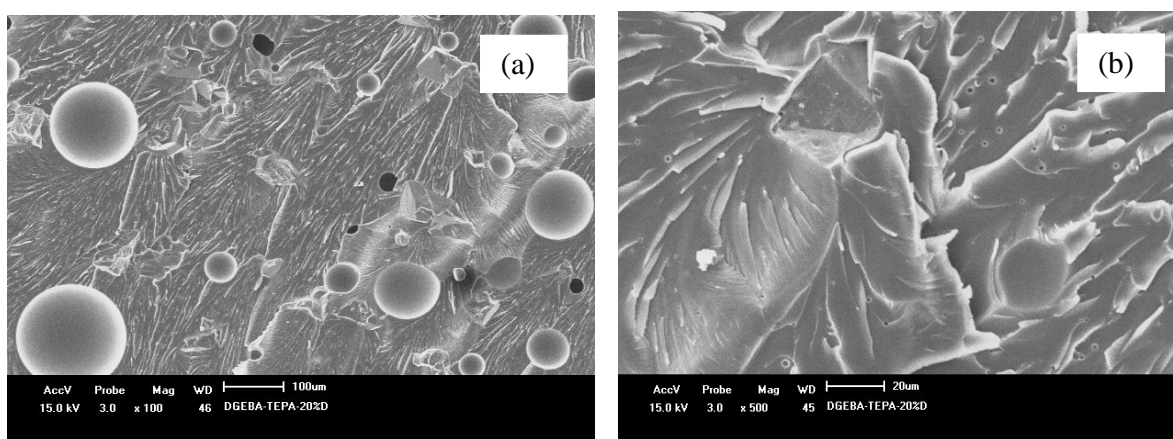 (a)
AccV Probe Mag WD 100um
15.0 kV 3.0 x 100 46 DGEBA-TEPA-20%D
(b)
AccV Probe Mag WD 20um
15.0 kV 3.0 x 500 45 DGEBA-TEPA-20%D